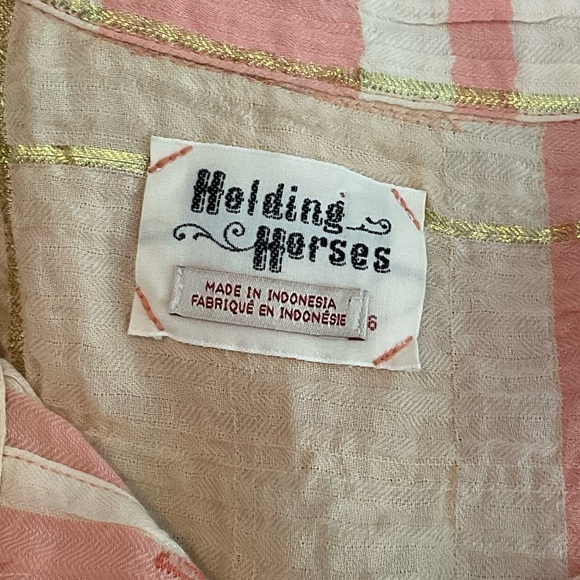 Holding
Horses
MADE IN INDONESIA
FABRIQUÉ EN INDONÉSIE
6